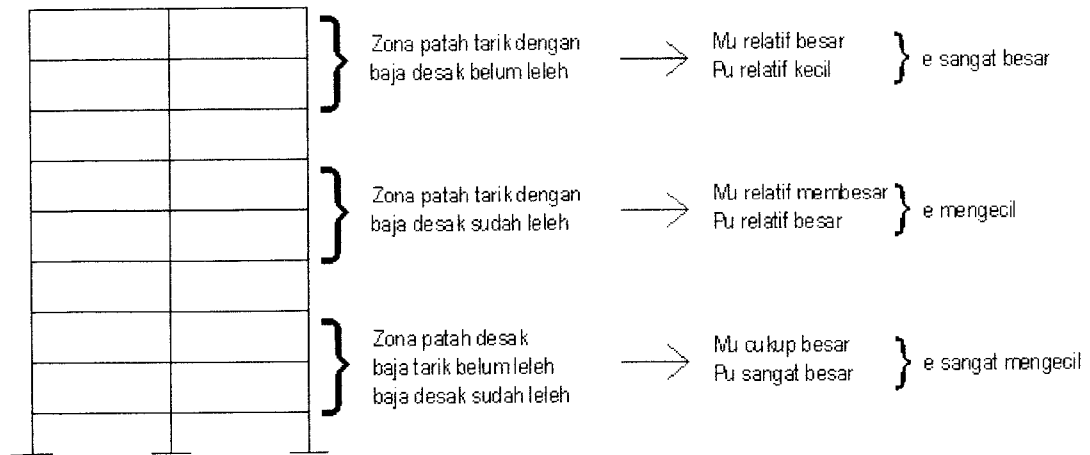 Zona patah tarik dengan
baja desak belum leleh
Mu relatif besar
Pu relatif kecil
e sangat besar
Zona patah tarik dengan
baja desak sudah leleh
Mu relatif membesar
Pu relatif besar
e mengecil
Zona patah desak
baja tarik belum leleh
baja desak sudah leleh
Mu cukup besar
Pu sangat besar
e sangat mengecil